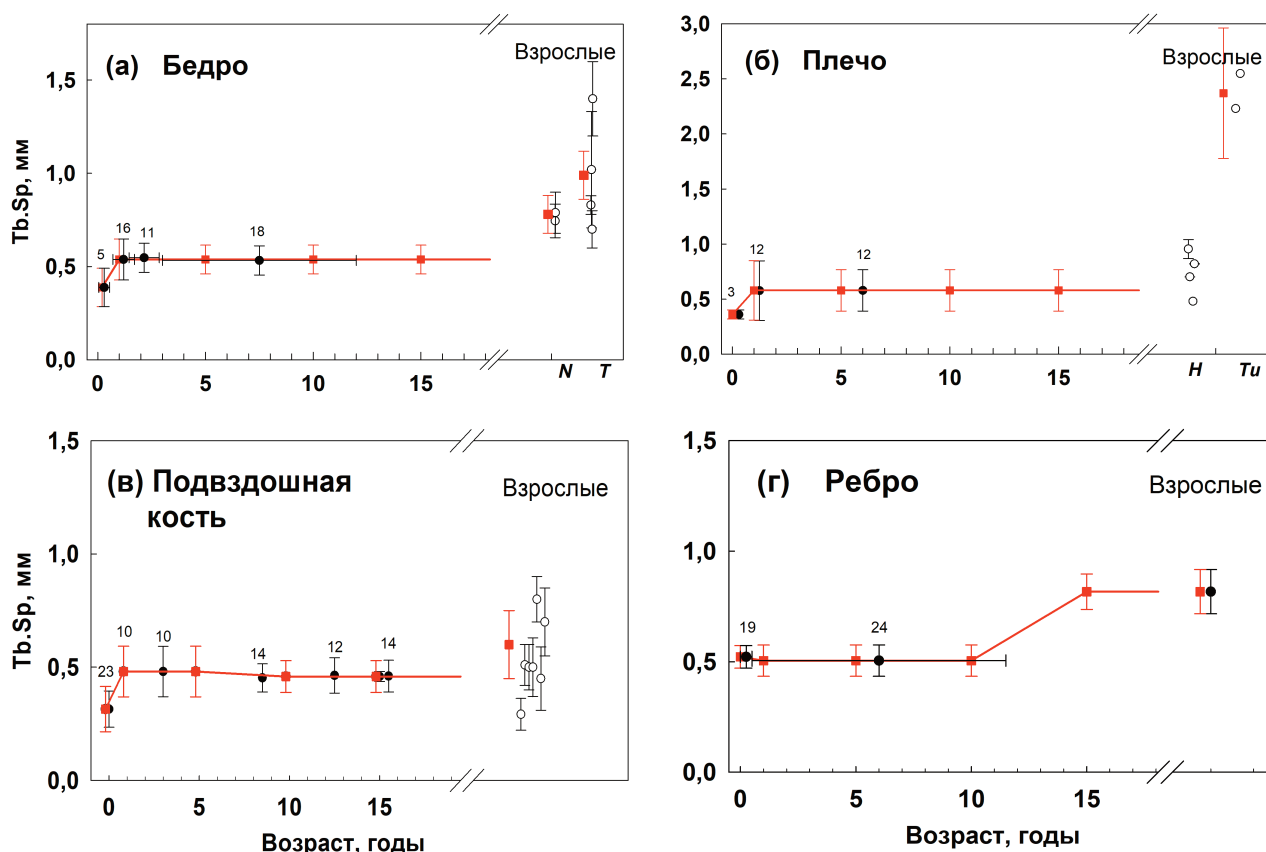 (а) Бедро
Взрослые
Tb.Sp, мм
1,5
1,0
0,5
0,0
5
16
11
18
0
5
10
15
N
T
(б) Плечо
Взрослые
3,0
2,5
2,0
1,5
1,0
0,5
0,0
3
12
12
0
5
10
15
H
Tu
(в) Подвздошная
кость
Взрослые
Tb.Sp, мм
1,5
1,0
0,5
0,0
23
10
10
14
12
14
0
5
10
15
Возраст, годы
(г) Ребро
Взрослые
1,5
1,0
0,5
0,0
19
24
0
5
10
15
Возраст, годы